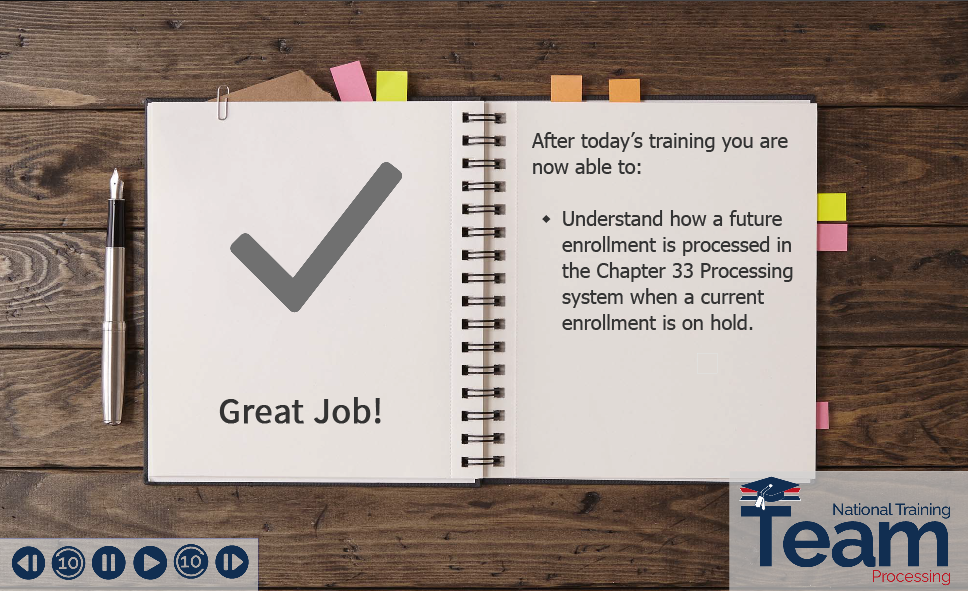 Great Job!
After today's training you are
now able to:
◆ Understand how a future
enrollment is processed in
the Chapter 33 Processing
system when a current
enrollment is on hold.
10
10
National Training
Team
Processing